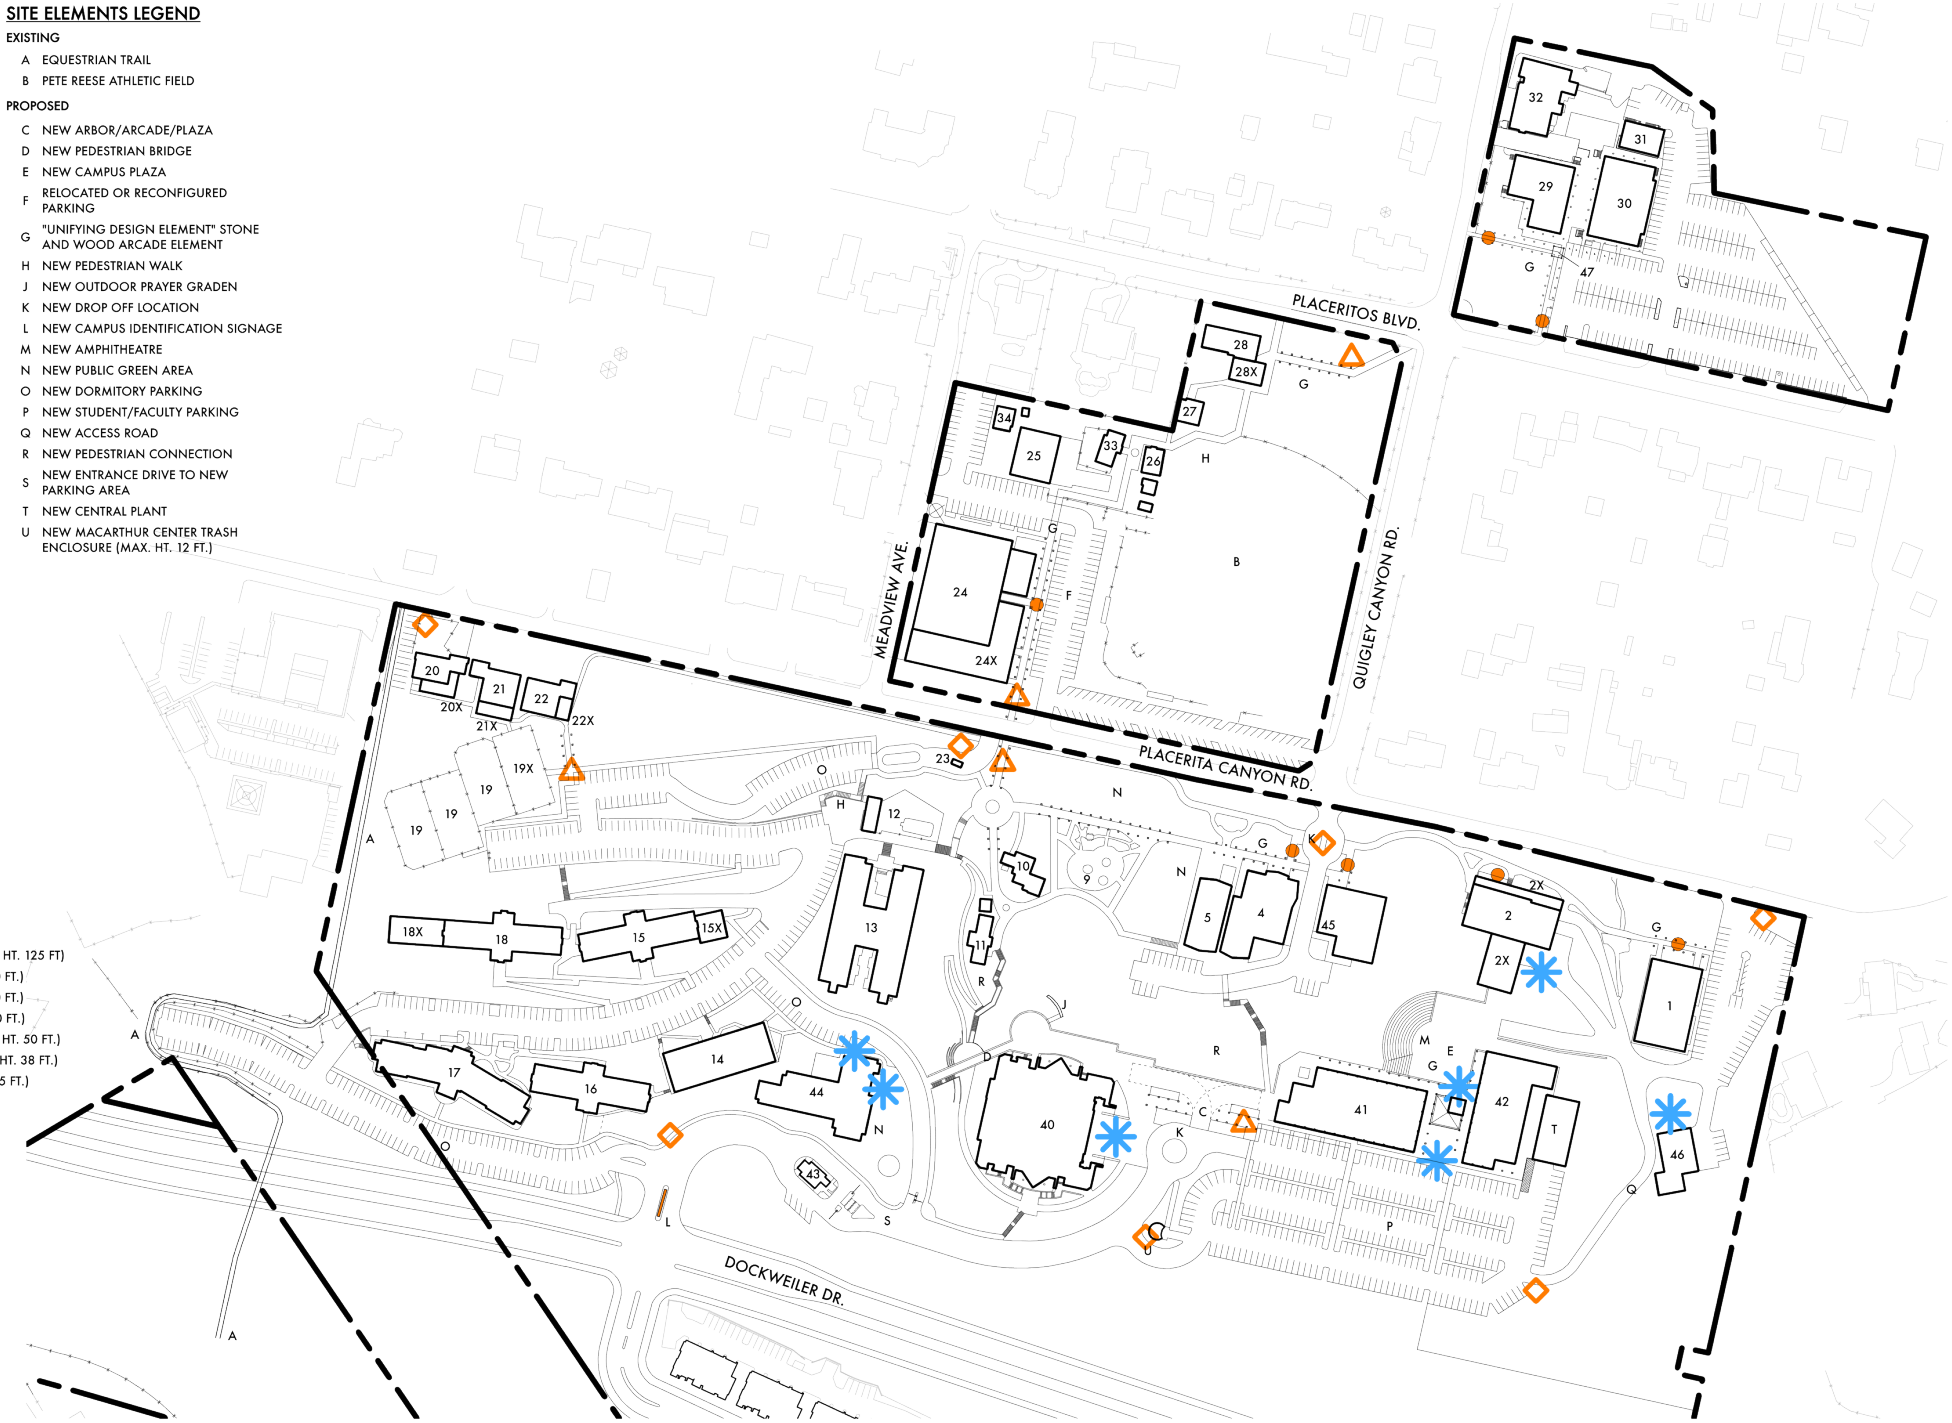 SITE ELEMENTS LEGEND
EXISTING
A EQUESTRIAN TRAIL
B PETE REESE ATHLETIC FIELD
PROPOSED
C NEW ARBOR/ARCADE/PLAZA
D NEW PEDESTRIAN BRIDGE
E NEW CAMPUS PLAZA
F RELOCATED OR RECONFIGURED
PARKING
G "UNIFYING DESIGN ELEMENT" STONE
AND WOOD ARCADE ELEMENT
H NEW PEDESTRIAN WALK
J NEW OUTDOOR PRAYER GRADEN
K NEW DROP OFF LOCATION
L NEW CAMPUS IDENTIFICATION SIGNAGE
M NEW AMPHITHEATRE
N NEW PUBLIC GREEN AREA
O NEW DORMITORY PARKING
P NEW STUDENT/FACULTY PARKING
Q NEW ACCESS ROAD
R NEW PEDESTRIAN CONNECTION
S NEW ENTRANCE DRIVE TO NEW
PARKING AREA
T NEW CENTRAL PLANT
U NEW MACARTHUR CENTER TRASH
ENCLOSURE (MAX. HT. 12 FT.)
HT. 125 FT)
FT.)
FT.)
0 FT.)
HT. 50 FT.)
HT. 38 FT.)
5 FT.)
32
31
29
30
G
47
PLACERITOS BLVD.
28
28X
G
27
34
25
33
26
H
G
B
24
F
24X
MEADVIEW AVE.
QUIGLEY CANYON RD.
PLACERITA CANYON RD.
20
20X
21
21X
22
22X
19X
19
19
19
A
O
23
H
12
N
10
9
N
G
K
5
4
45
2X
2
2X
G
1
18X
18
15
15X
13
11
R
J
O
A
D
R
M
E
G
17
16
14
44
N
40
C
K
41
42
T
46
Q
O
43
L
S
P
A
DOCKWEILER DR.